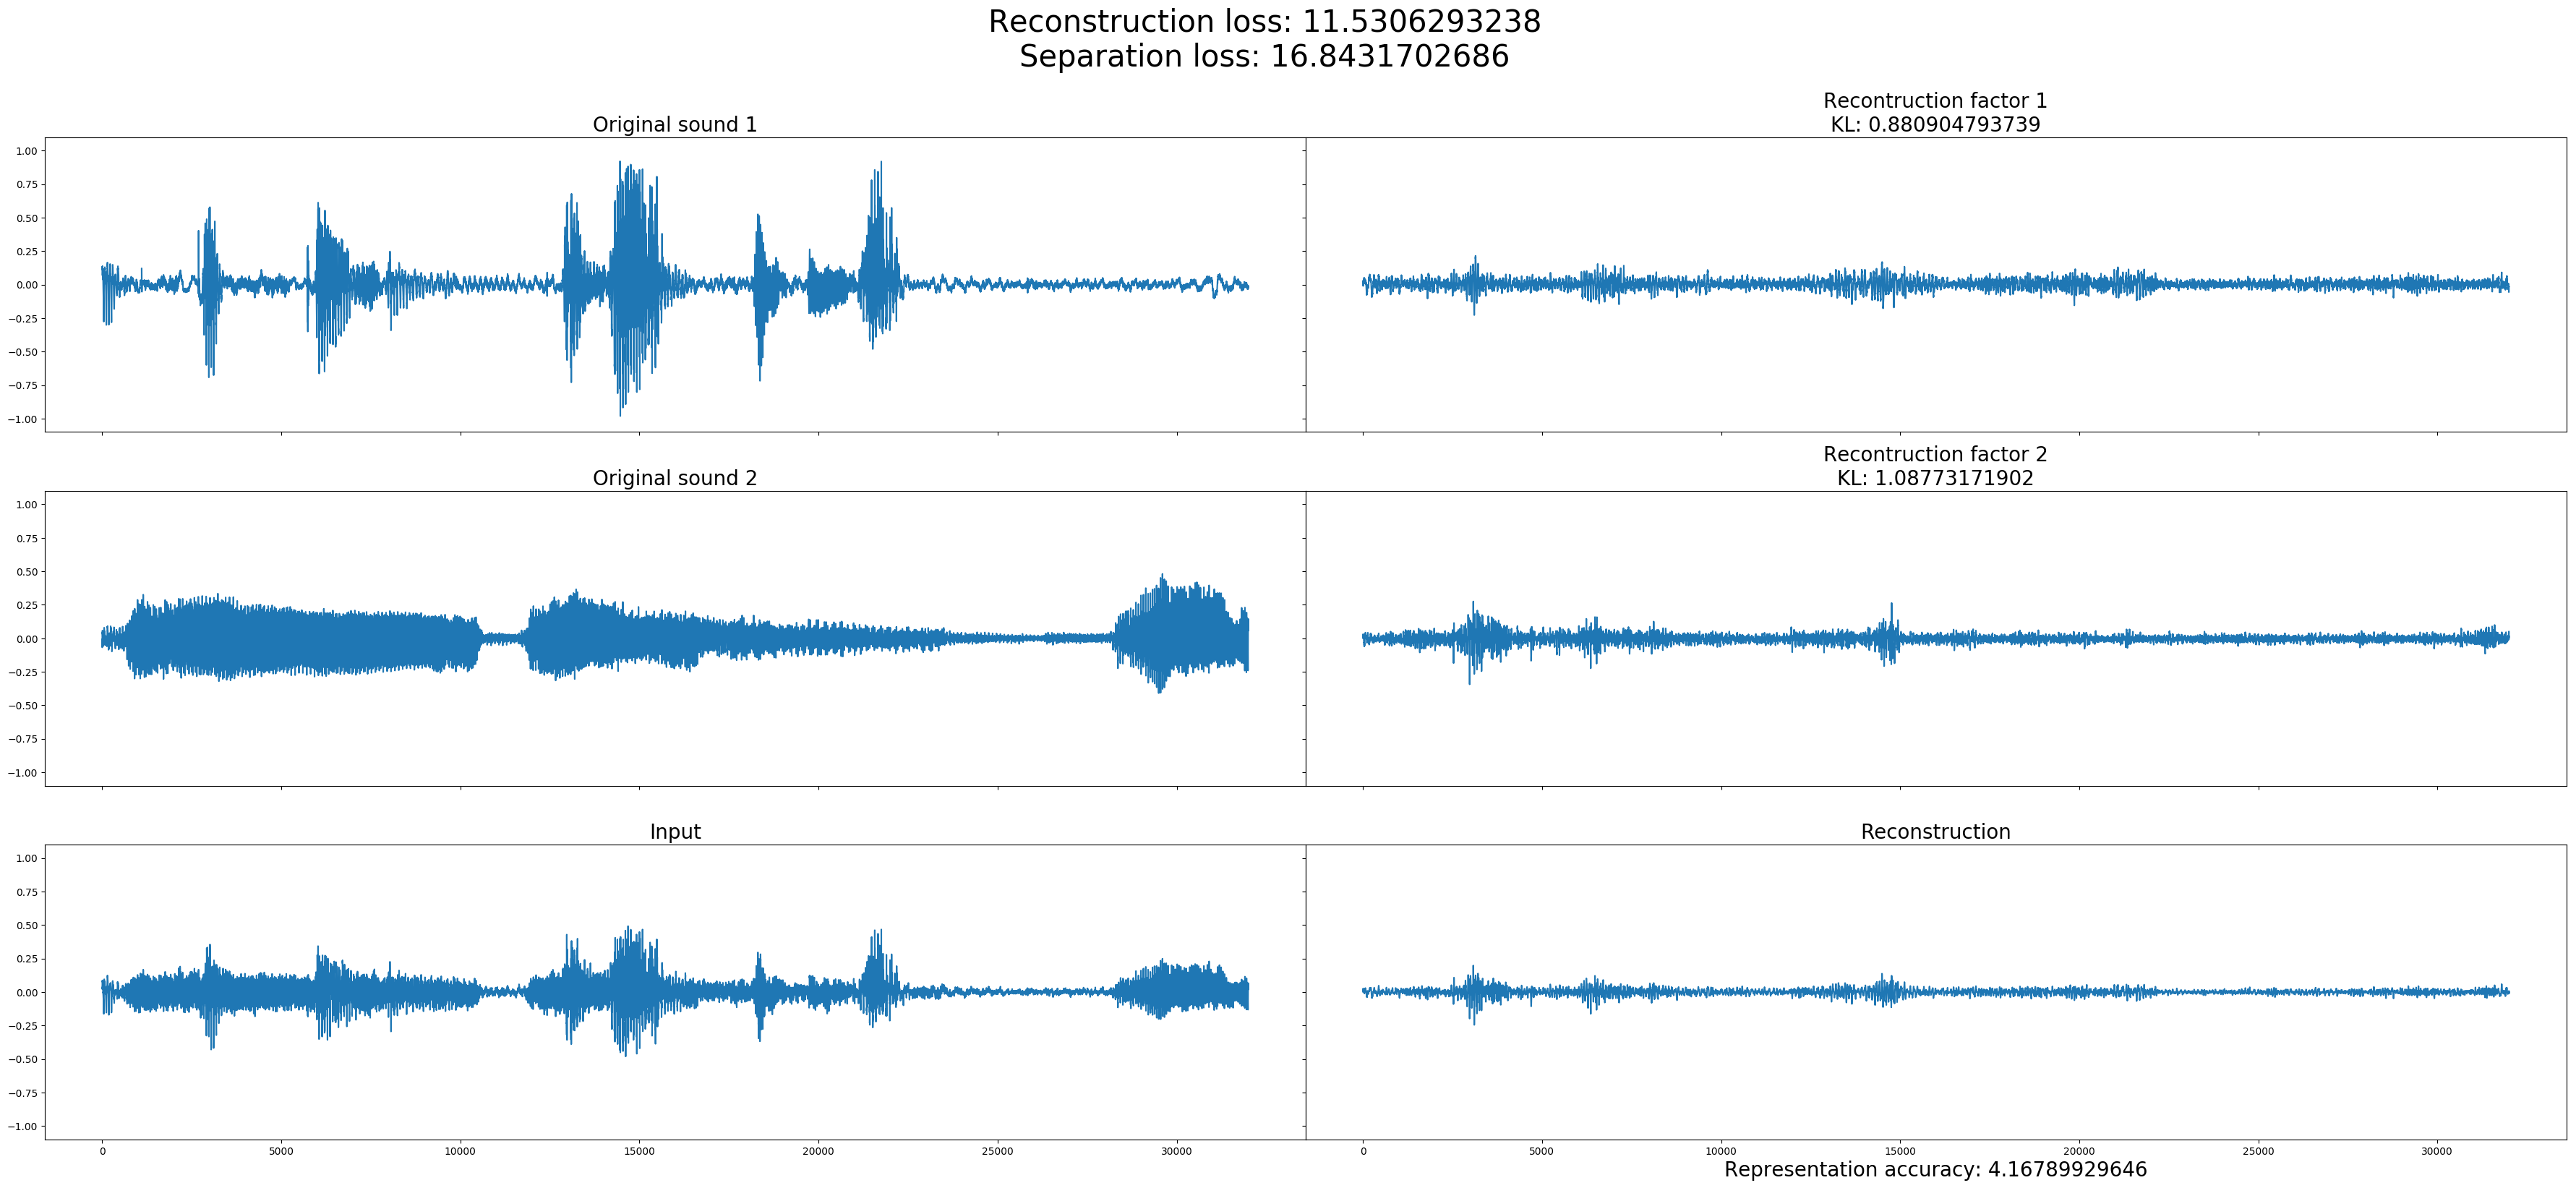 Reconstruction loss: 11.5306293238
Separation loss: 16.8431702686
Original sound 1
Recontruction factor 1
KL: 0.880904793739
1.00
0.75
0.50
0.25
0.00
−0.25
−0.50
−0.75
−1.00
Original sound 2
Recontruction factor 2
KL: 1.08773171902
1.00
0.75
0.50
0.25
0.00
−0.25
−0.50
−0.75
−1.00
Input
Reconstruction
1.00
0.75
0.50
0.25
0.00
−0.25
−0.50
−0.75
−1.00
0 5000 10000 15000 20000 25000 30000
0 5000 10000 15000 20000 25000 30000
Representation accuracy: 4.16789929646